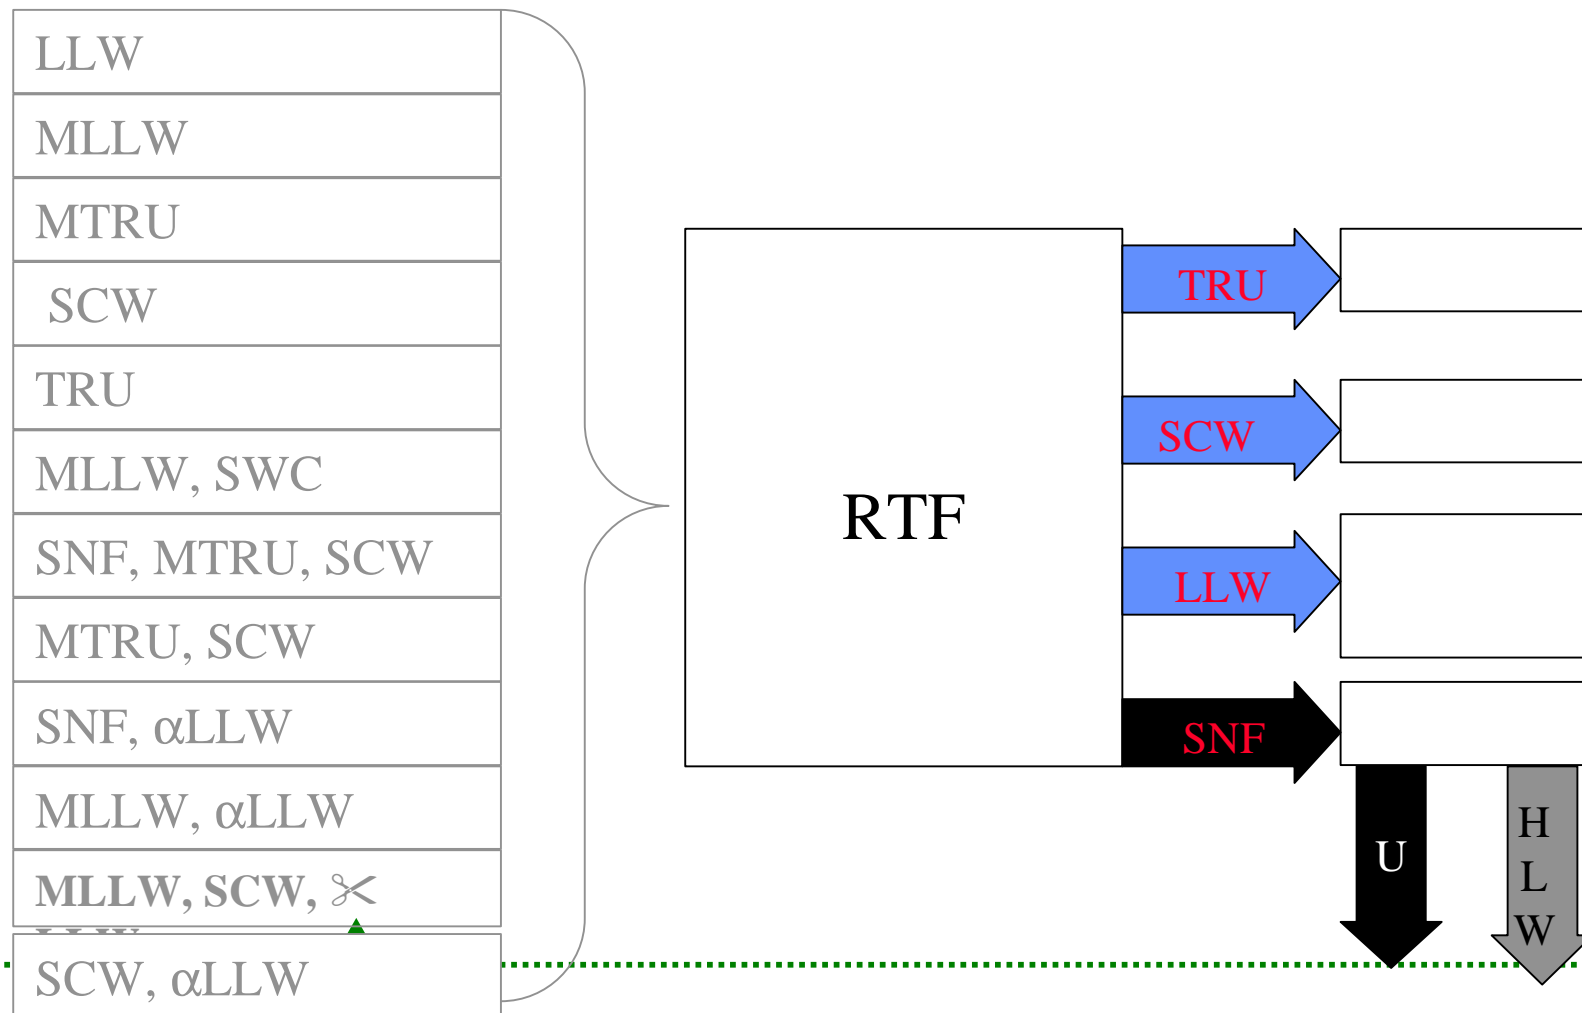 LLW
MLLW
MTRU
SCW
TRU
MLLW, SWC
SNF, MTRU, SCW
MTRU, SCW
SNF, αLLW
MLLW, αLLW
MLLW, SCW, ✂
SCW, αLLW
RTF
TRU
SCW
LLW
SNF
U
H
L
W